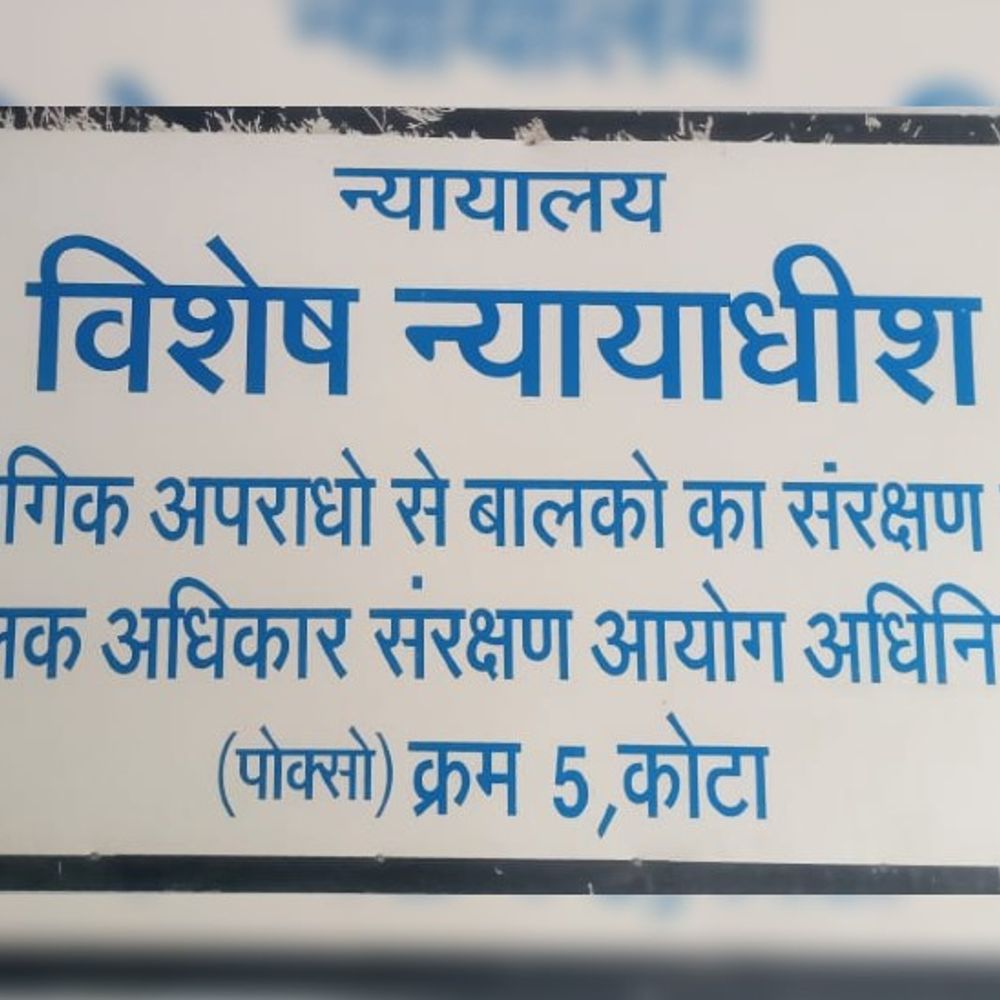 न्यायालय
विशेष न्यायाधीश
गिक अपराधो से बालको का संरक्षण
लक अधिकार संरक्षण आयोग अधिनि
(पोक्सो) क्रम 5,कोटा